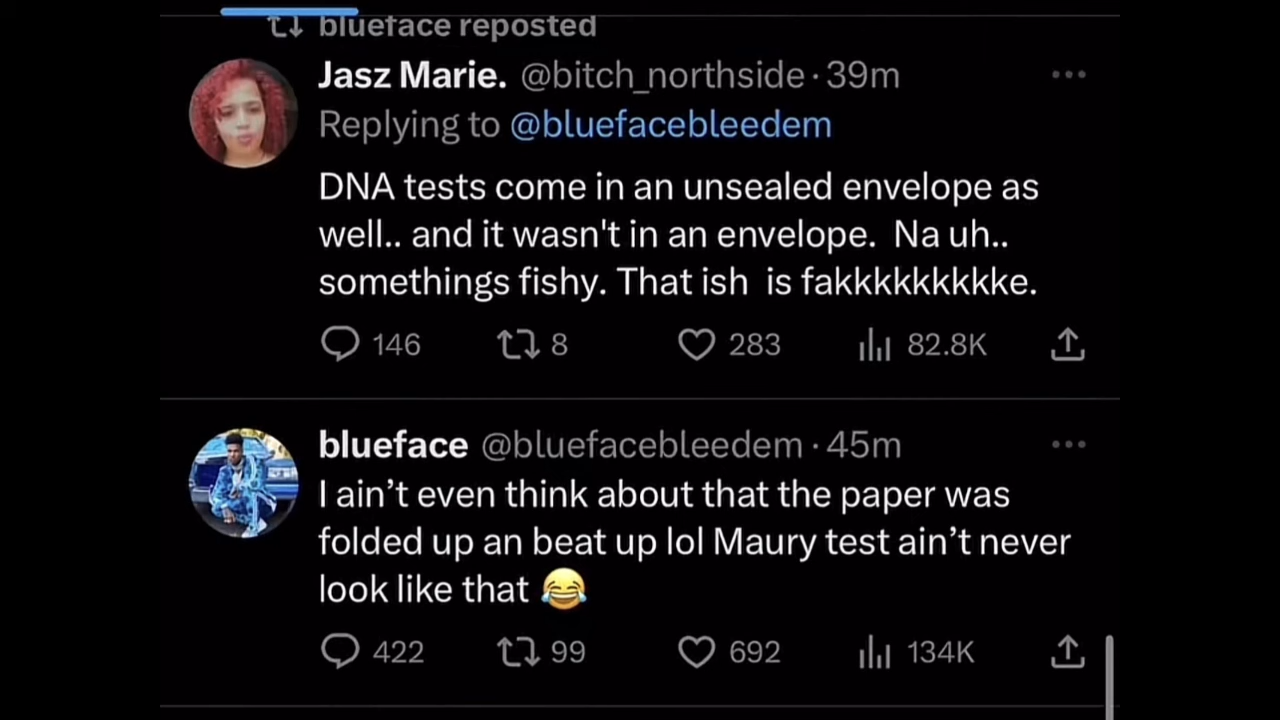 blueface reposted
Jasz Marie. @bitch_northside · 39m
Replying to @bluefacebleedem
DNA tests come in an unsealed envelope as
well.. and it wasn't in an envelope.  Na uh..
somethings fishy. That ish  is fakkkkkkkkkke.
146 8 283 82.8K
blueface @bluefacebleedem · 45m
I ain’t even think about that the paper was
folded up an beat up lol Maury test ain’t never
look like that 😂
422 99 692 134K